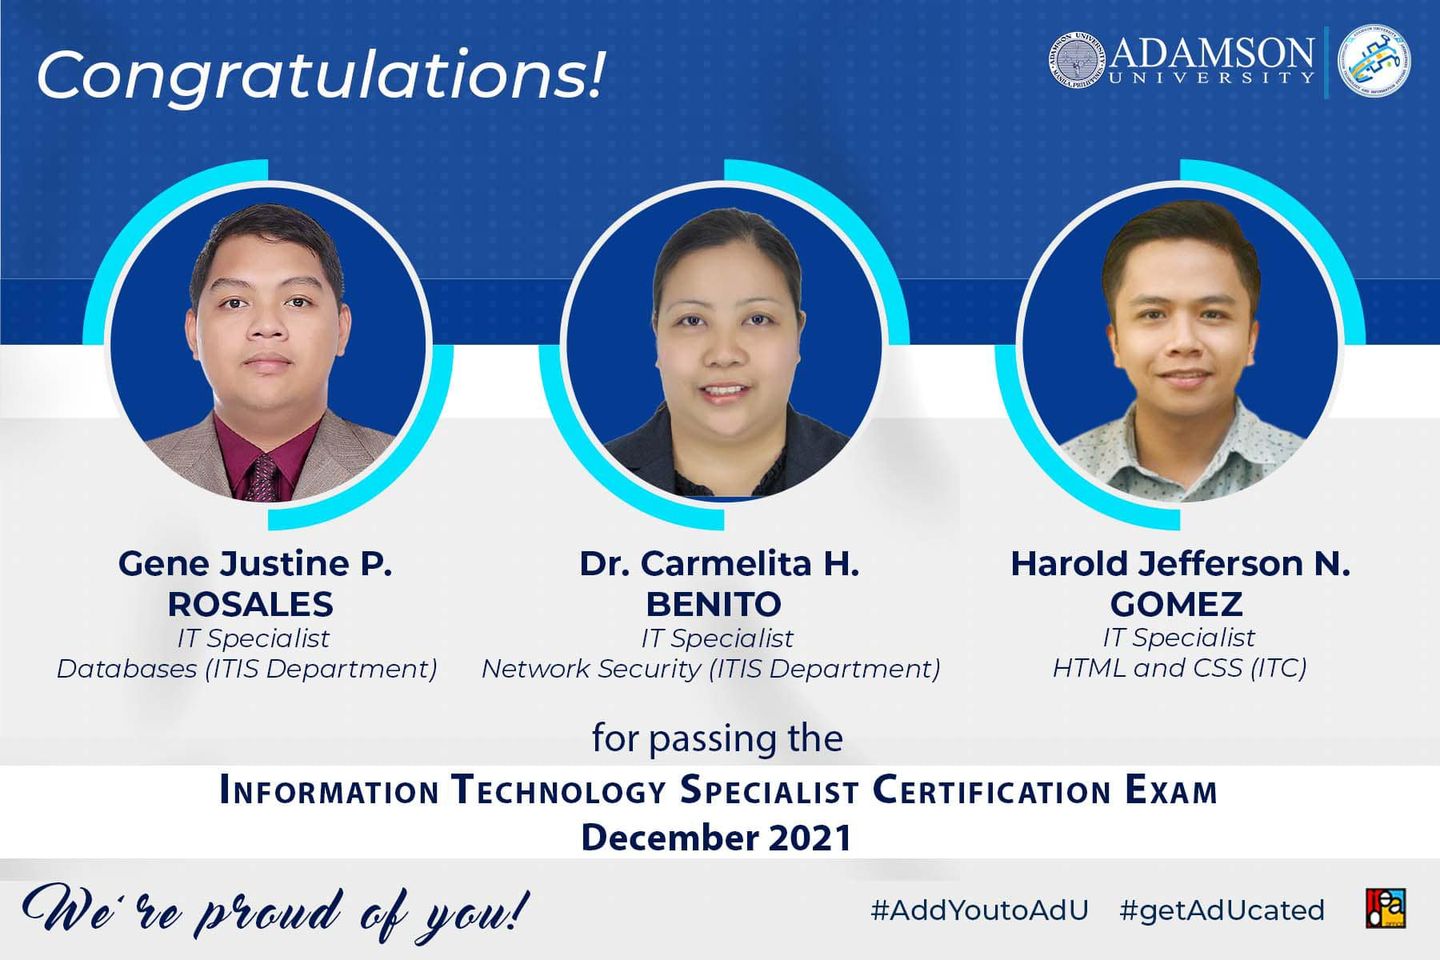 Congratulations!
ADAMSON
UNIVERSITY
Gene Justine P.
ROSALES
IT Specialist
Databases (ITIS Department)
Dr. Carmelita H.
BENITO
IT Specialist
Network Security (ITIS Department)
Harold Jefferson N.
GOMEZ
IT Specialist
HTML and CSS (ITC)
for passing the
INFORMATION TECHNOLOGY SPECIALIST CERTIFICATION EXAM
December 2021
We're proud of you!
#AddYoutoAdU #getAdUcated